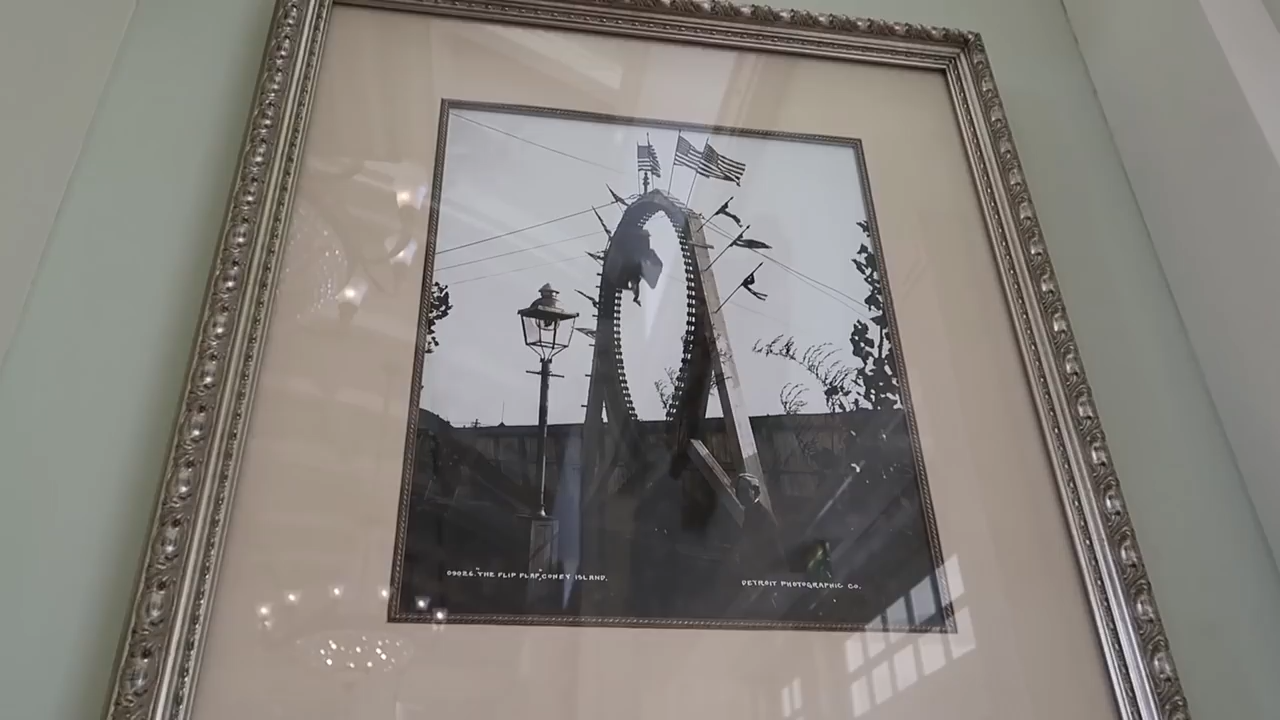 09026. "THE FLIP FLAP," CONEY ISLAND.
DETROIT PHOTOGRAPHIC CO.